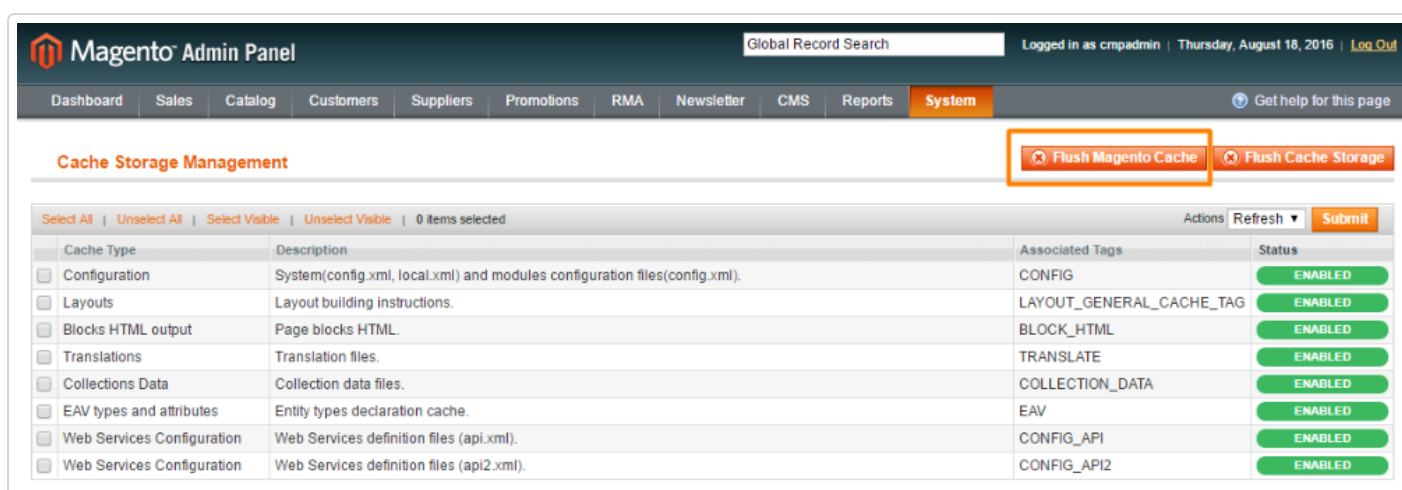 Magento Admin Panel
Global Record Search
Logged in as cmpadmin | Thursday, August 18, 2016 | Log Out
Dashboard Sales Catalog Customers Suppliers Promotions RMA Newsletter CMS Reports System Get help for this page
Cache Storage Management Flush Magento Cache Flush Cache Storage
Select All | Unselect All | Select Visible | Unselect Visible | 0 items selected Actions Refresh ▼ Submit
Cache Type Description Associated Tags Status
Configuration System(config.xml, local.xml) and modules configuration files(config.xml). CONFIG ENABLED
Layouts Layout building instructions. LAYOUT_GENERAL_CACHE_TAG ENABLED
Blocks HTML output Page blocks HTML. BLOCK_HTML ENABLED
Translations Translation files. TRANSLATE ENABLED
Collections Data Collection data files. COLLECTION_DATA ENABLED
EAV types and attributes Entity types declaration cache. EAV ENABLED
Web Services Configuration Web Services definition files (api.xml). CONFIG_API ENABLED
Web Services Configuration Web Services definition files (api2.xml). CONFIG_API2 ENABLED